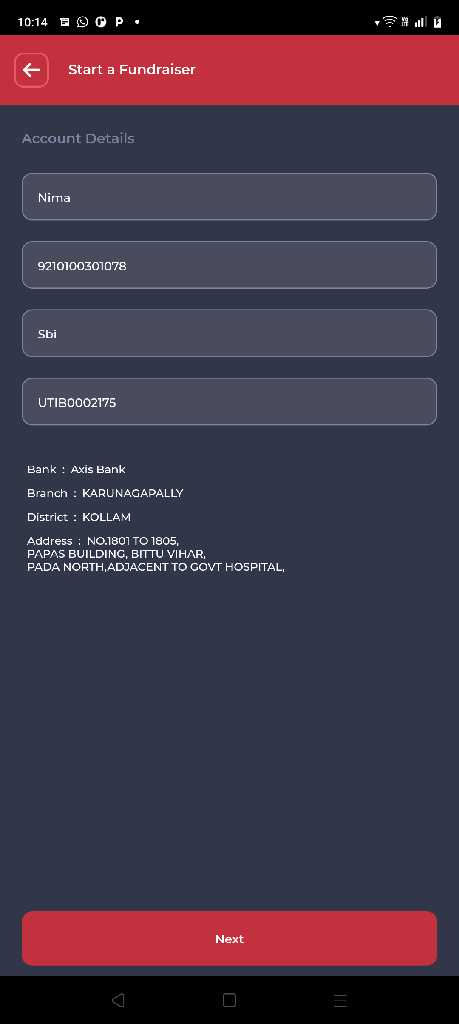 10:14
P
Start a Fundraiser
Account Details
Nima
9210100301078
Sbi
UTIB0002175
Bank : Axis Bank
Branch : KARUNAGAPALLY
District : KOLLAM
Address : NO.1801 TO 1805,
PAPAS BUILDING, BITTU VIHAR,
PADA NORTH,ADJACENT TO GOVT HOSPITAL,
Next